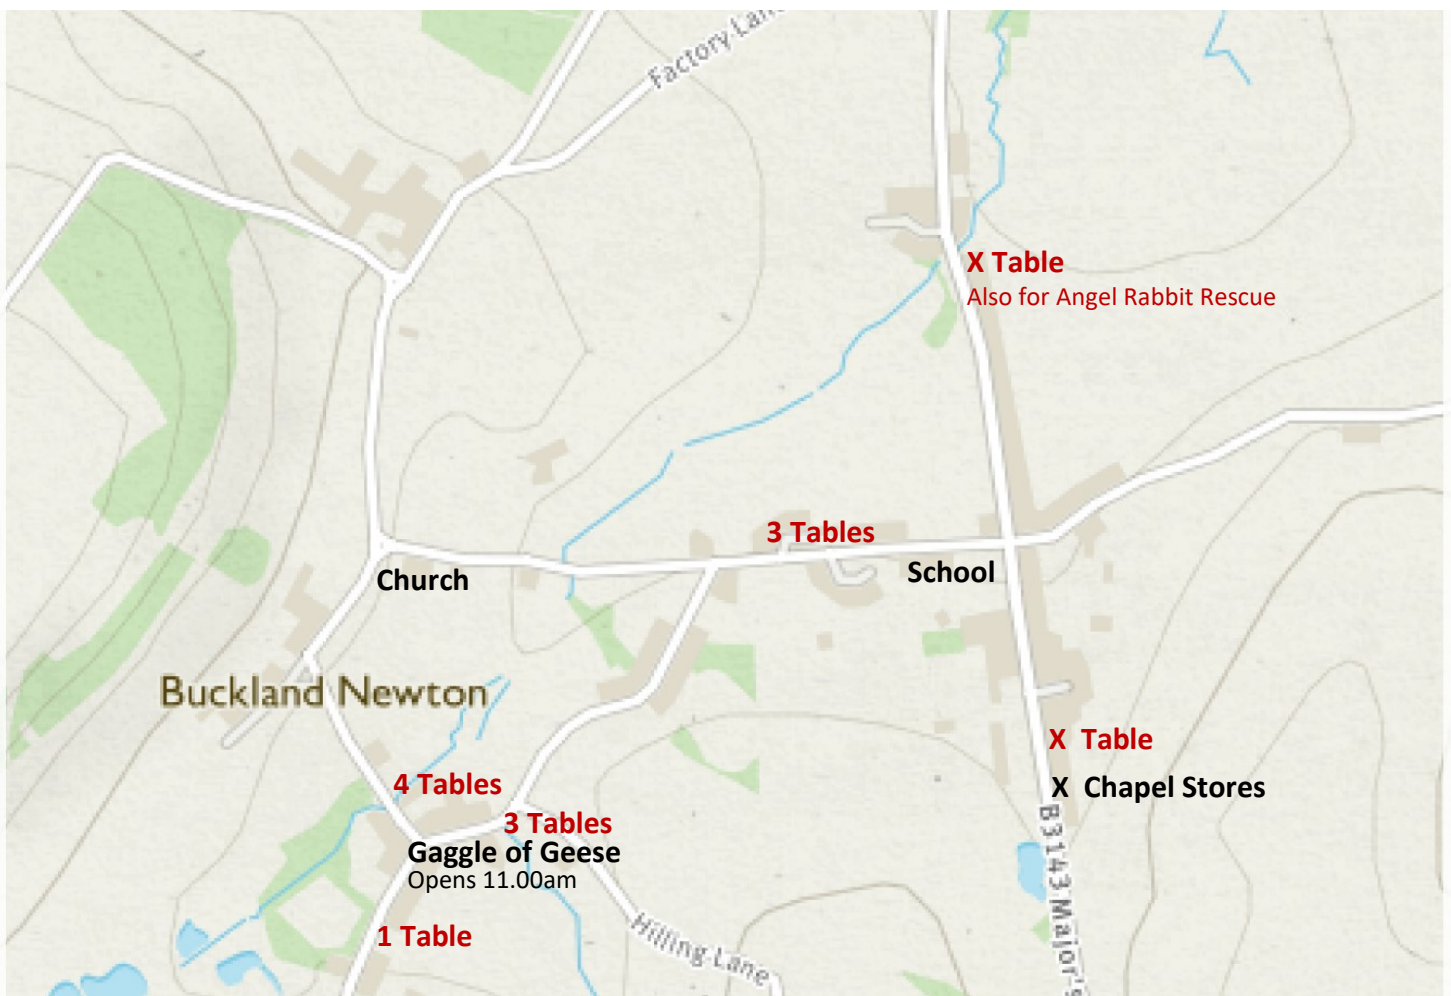 Factory Lane
X Table
Also for Angel Rabbit Rescue
3 Tables
Church
School
Buckland Newton
X Table
4 Tables
X Chapel Stores
3 Tables
Gaggle of Geese
Opens 11.00am
1 Table
Hilling Lane
B3143 Major's